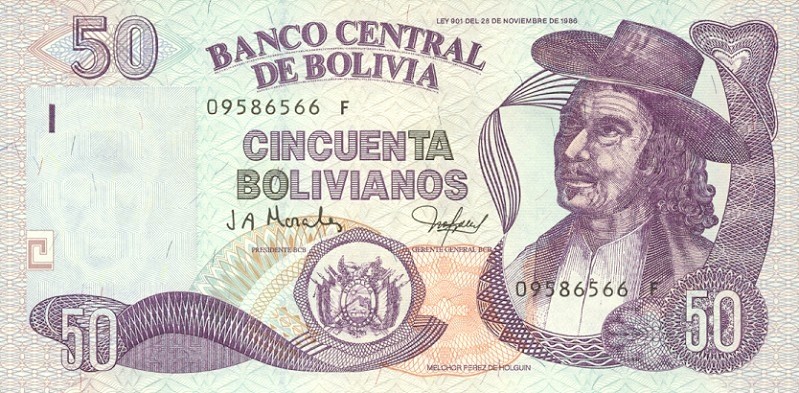 LEY 901 DEL 28 DE NOVIEMBRE DE 1986
50
BANCO CENTRAL
DE BOLIVIA
09586566 F
CINCUENTA
BOLIVIANOS
J A Morales
PRESIDENTE BCB
GERENTE GENERAL BCB
09586566 F
50
50
MELCHOR PEREZ DE HOLGUIN